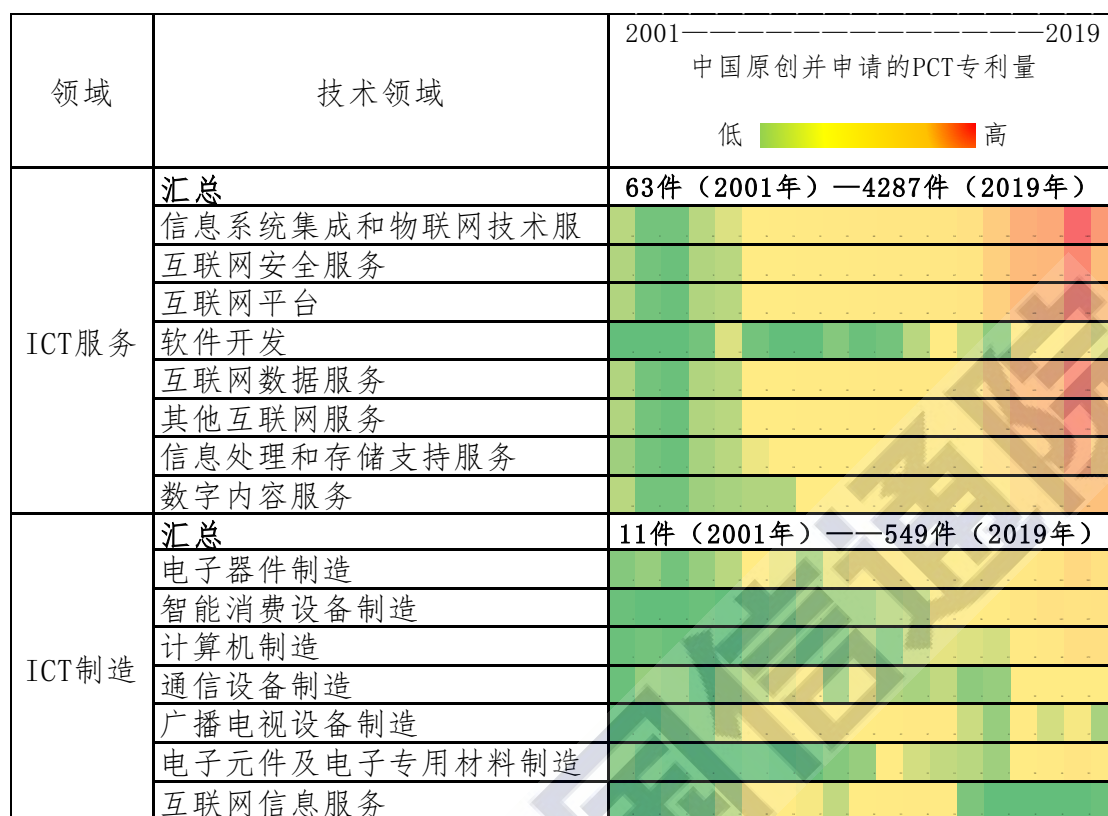 领域
技术领域
2001——————————————2019
中国原创并申请的PCT专利量
低 高
ICT服务
汇总
63件（2001年）—4287件（2019年）
信息系统集成和物联网技术服
互联网安全服务
互联网平台
软件开发
互联网数据服务
其他互联网服务
信息处理和存储支持服务
数字内容服务
ICT制造
汇总
11件（2001年）——549件（2019年）
电子器件制造
智能消费设备制造
计算机制造
通信设备制造
广播电视设备制造
电子元件及电子专用材料制造
互联网信息服务
国信通院